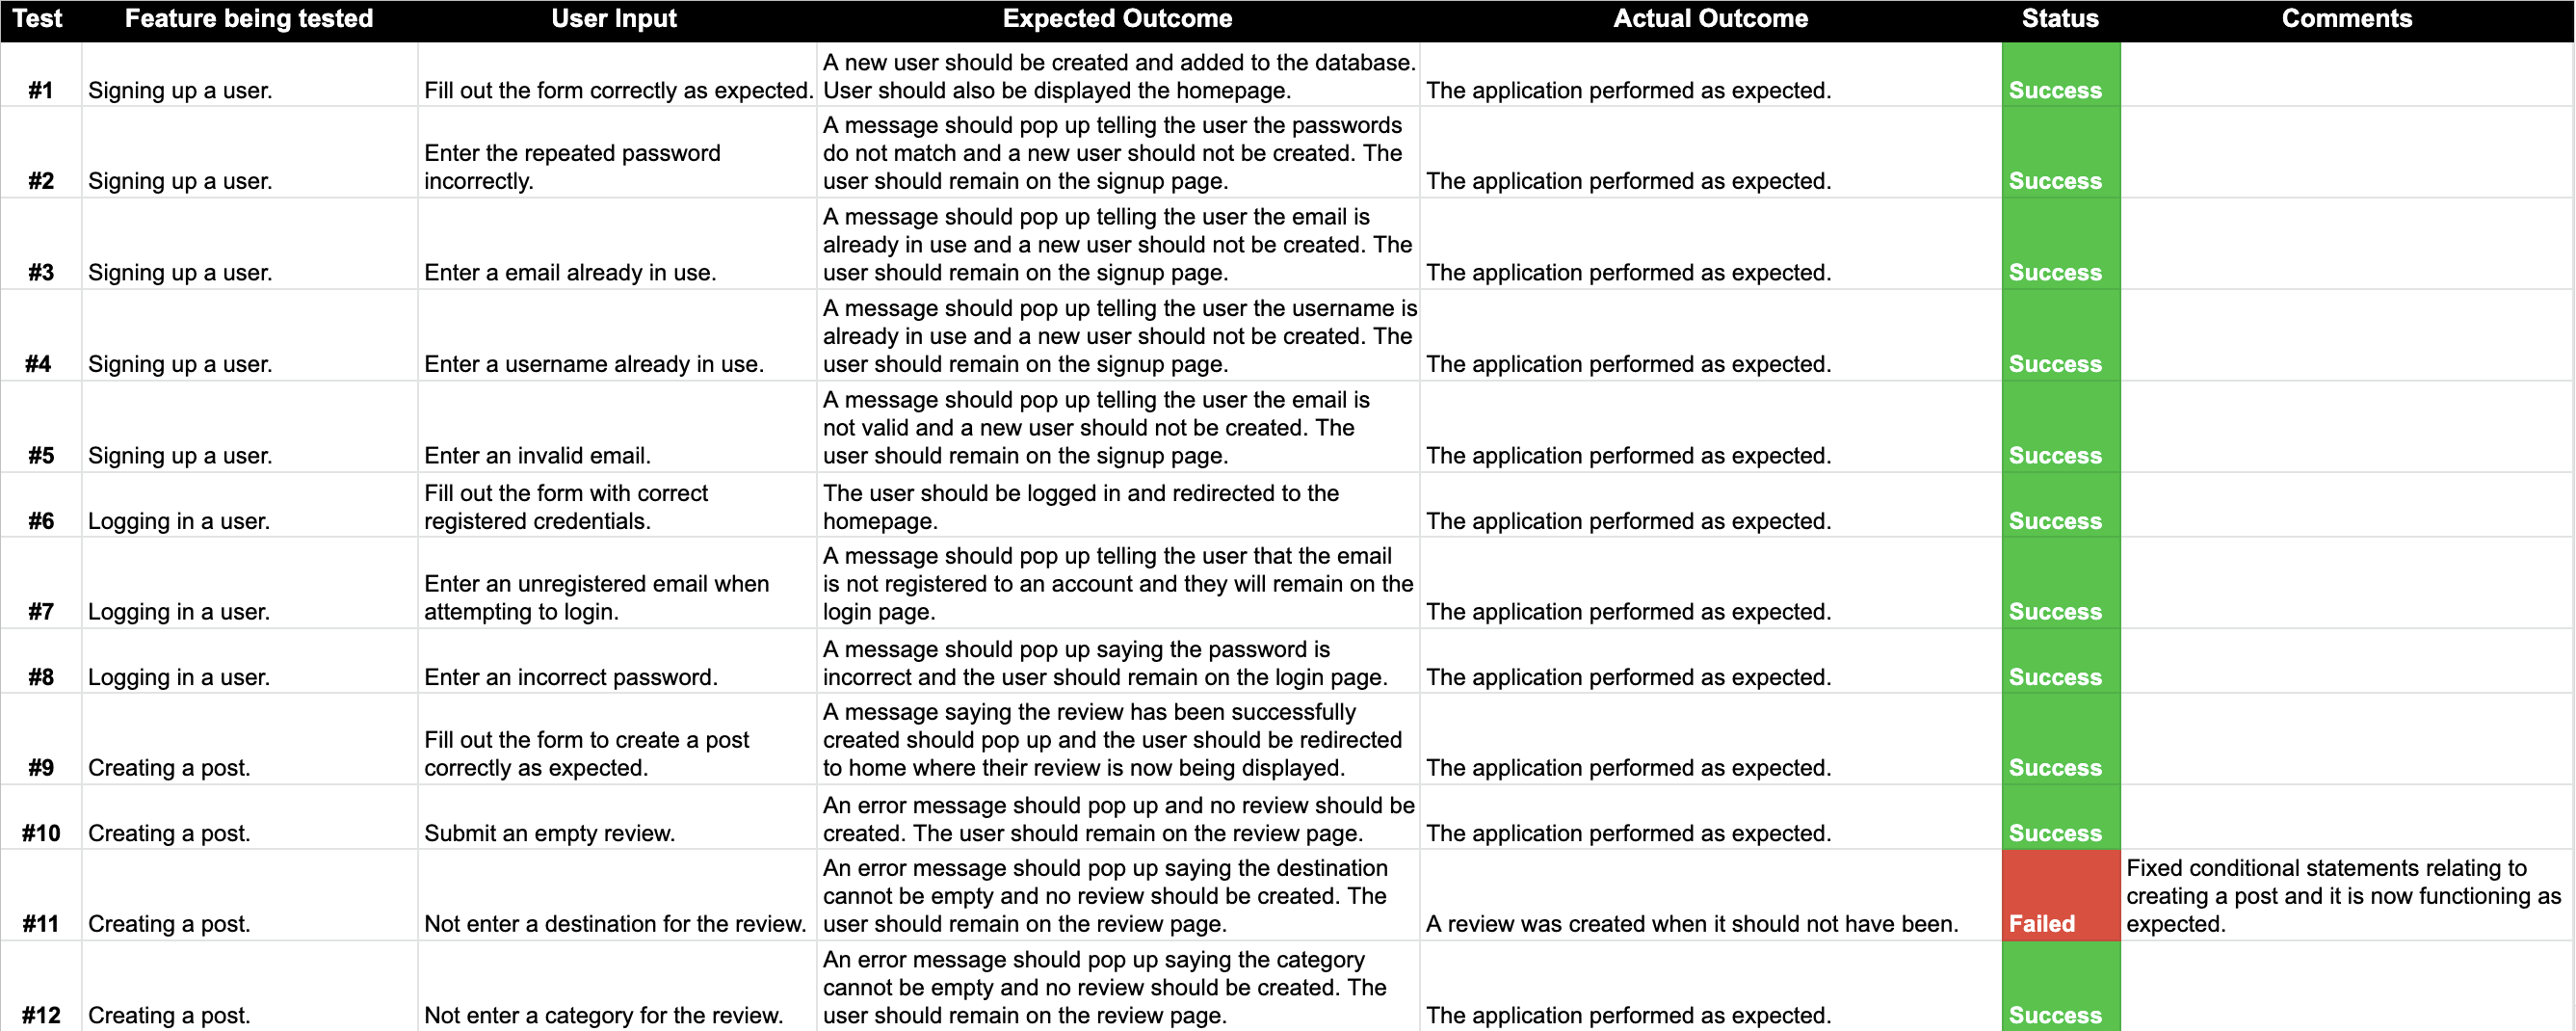 Test Feature being tested User Input Expected Outcome Actual Outcome Status Comments
#1 Signing up a user. Fill out the form correctly as expected. A new user should be created and added to the database.
User should also be displayed the homepage. The application performed as expected. Success
#2 Signing up a user. Enter the repeated password
incorrectly. A message should pop up telling the user the passwords
do not match and a new user should not be created. The
user should remain on the signup page. The application performed as expected. Success
#3 Signing up a user. Enter a email already in use. A message should pop up telling the user the email is
already in use and a new user should not be created. The
user should remain on the signup page. The application performed as expected. Success
#4 Signing up a user. Enter a username already in use. A message should pop up telling the user the username is
already in use and a new user should not be created. The
user should remain on the signup page. The application performed as expected. Success
#5 Signing up a user. Enter an invalid email. A message should pop up telling the user the email is
not valid and a new user should not be created. The
user should remain on the signup page. The application performed as expected. Success
#6 Logging in a user. Fill out the form with correct
registered credentials. The user should be logged in and redirected to the
homepage. The application performed as expected. Success
#7 Logging in a user. Enter an unregistered email when
attempting to login. A message should pop up telling the user that the email
is not registered to an account and they will remain on the
login page. The application performed as expected. Success
#8 Logging in a user. Enter an incorrect password. A message should pop up saying the password is
incorrect and the user should remain on the login page. The application performed as expected. Success
#9 Creating a post. Fill out the form to create a post
correctly as expected. A message saying the review has been successfully
created should pop up and the user should be redirected
to home where their review is now being displayed. The application performed as expected. Success
#10 Creating a post. Submit an empty review. An error message should pop up and no review should be
created. The user should remain on the review page. The application performed as expected. Success
#11 Creating a post. Not enter a destination for the review. An error message should pop up saying the destination
cannot be empty and no review should be created. The
user should remain on the review page. A review was created when it should not have been. Failed Fixed conditional statements relating to
creating a post and it is now functioning as
expected.
#12 Creating a post. Not enter a category for the review. An error message should pop up saying the category
cannot be empty and no review should be created. The
user should remain on the review page. The application performed as expected. Success